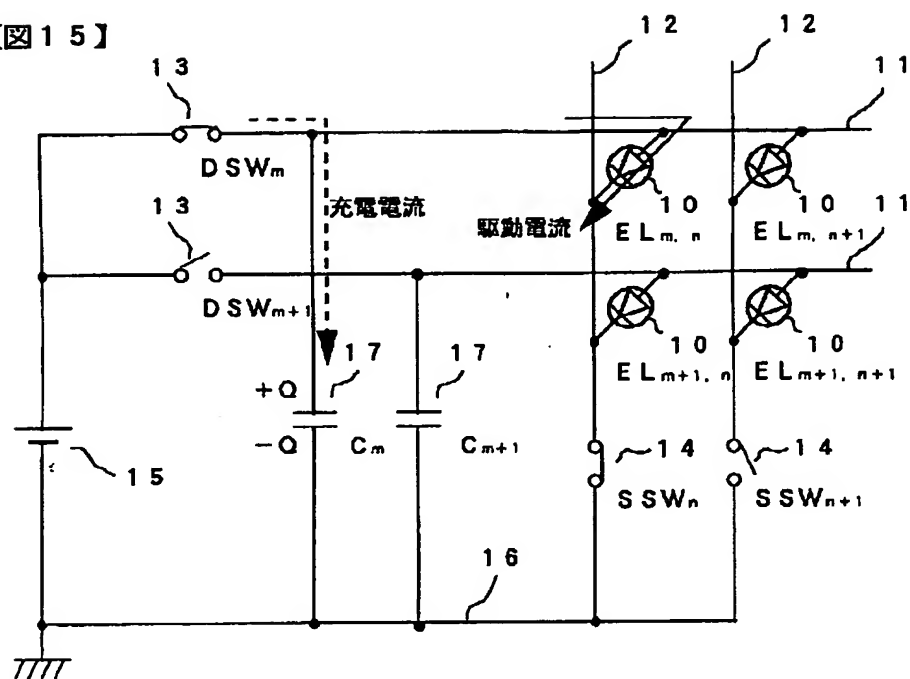 【図15】
12 12
13 11
DSWm
充電電流
10 10
駆動電流 ELm,n ELm,n+1 11
13
DSWm+1
17 17 10 10
ELm+1,n ELm+1,n+1
+Q
-Q Cm Cm+1
14 14
15 SSWn SSWn+1
16